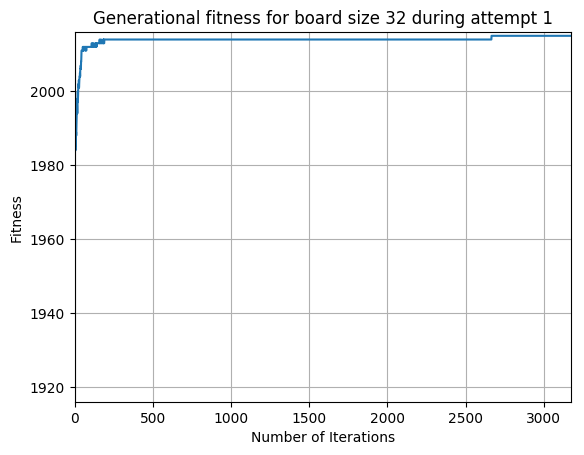 Generational fitness for board size 32 during attempt 1
Fitness
2000
1980
1960
1940
1920
0 500 1000 1500 2000 2500 3000
Number of Iterations